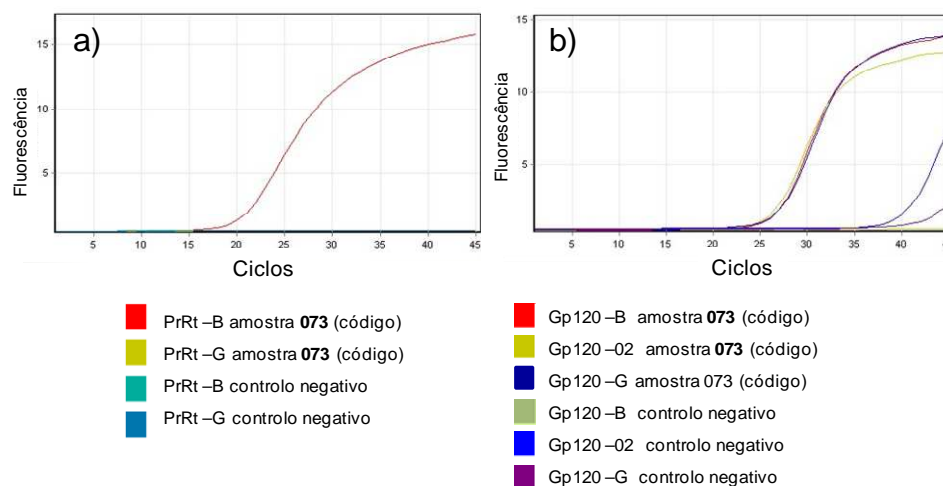 a)
15
10
5
Fluorescência
5 10 15 20 25 30 35 40 45
Ciclos
PrRt –B amostra 073 (código)
PrRt –G amostra 073 (código)
PrRt –B controlo negativo
PrRt –G controlo negativo
b)
15
10
5
Fluorescência
5 10 15 20 25 30 35 40
Ciclos
Gp120 –B amostra 073 (código)
Gp120 –02 amostra 073 (código)
Gp120 –G amostra 073 (código)
Gp120 –B controlo negativo
Gp120 –02 controlo negativo
Gp120 –G controlo negativo